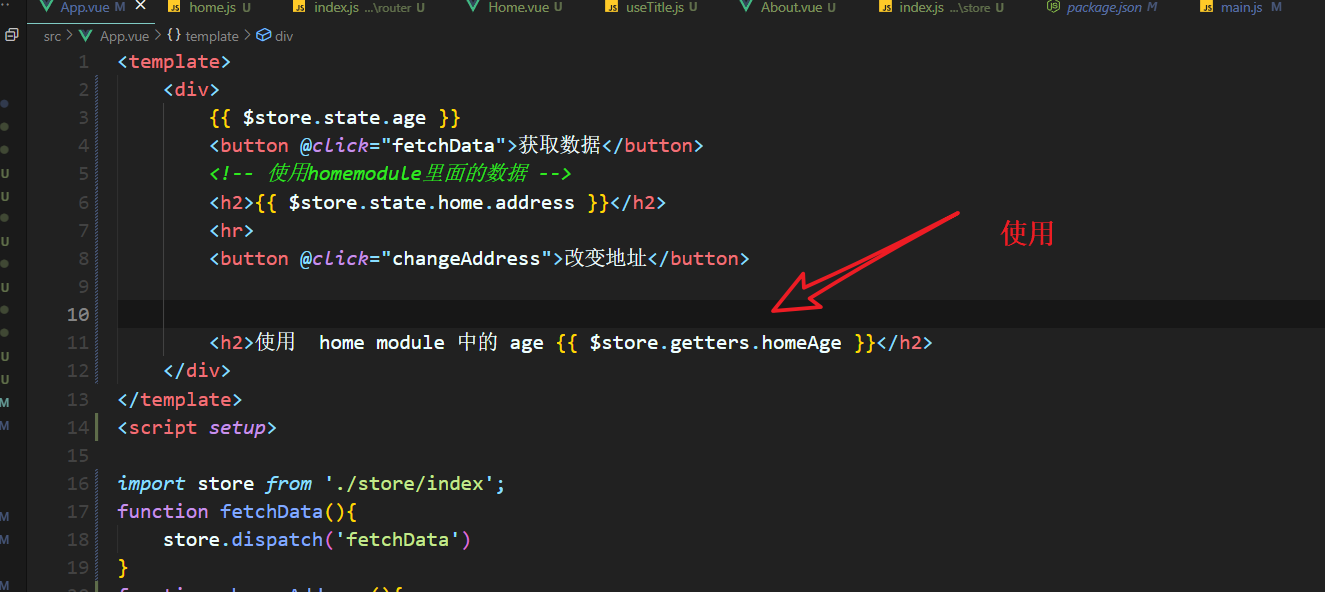 App.vue M JS home.js U JS index.js ...\router U Home.vue U JS useTitle.js U About.vue U JS index.js ...\store U package.json M JS main.js M
src > App.vue > {} template > div
1 <template>
2 <div>
3 {{ $store.state.age }}
4 <button @click="fetchData">获取数据</button>
5 <!-- 使用homemodule里面的数据 -->
6 <h2>{{ $store.state.home.address }}</h2>
7 <hr>
8 <button @click="changeAddress">改变地址</button>
使用
9
10
11 <h2>使用 home module 中的 age {{ $store.getters.homeAge }}</h2>
12 </div>
13 </template>
14 <script setup>
15
16 import store from './store/index';
17 function fetchData(){
18 store.dispatch('fetchData')
19 }